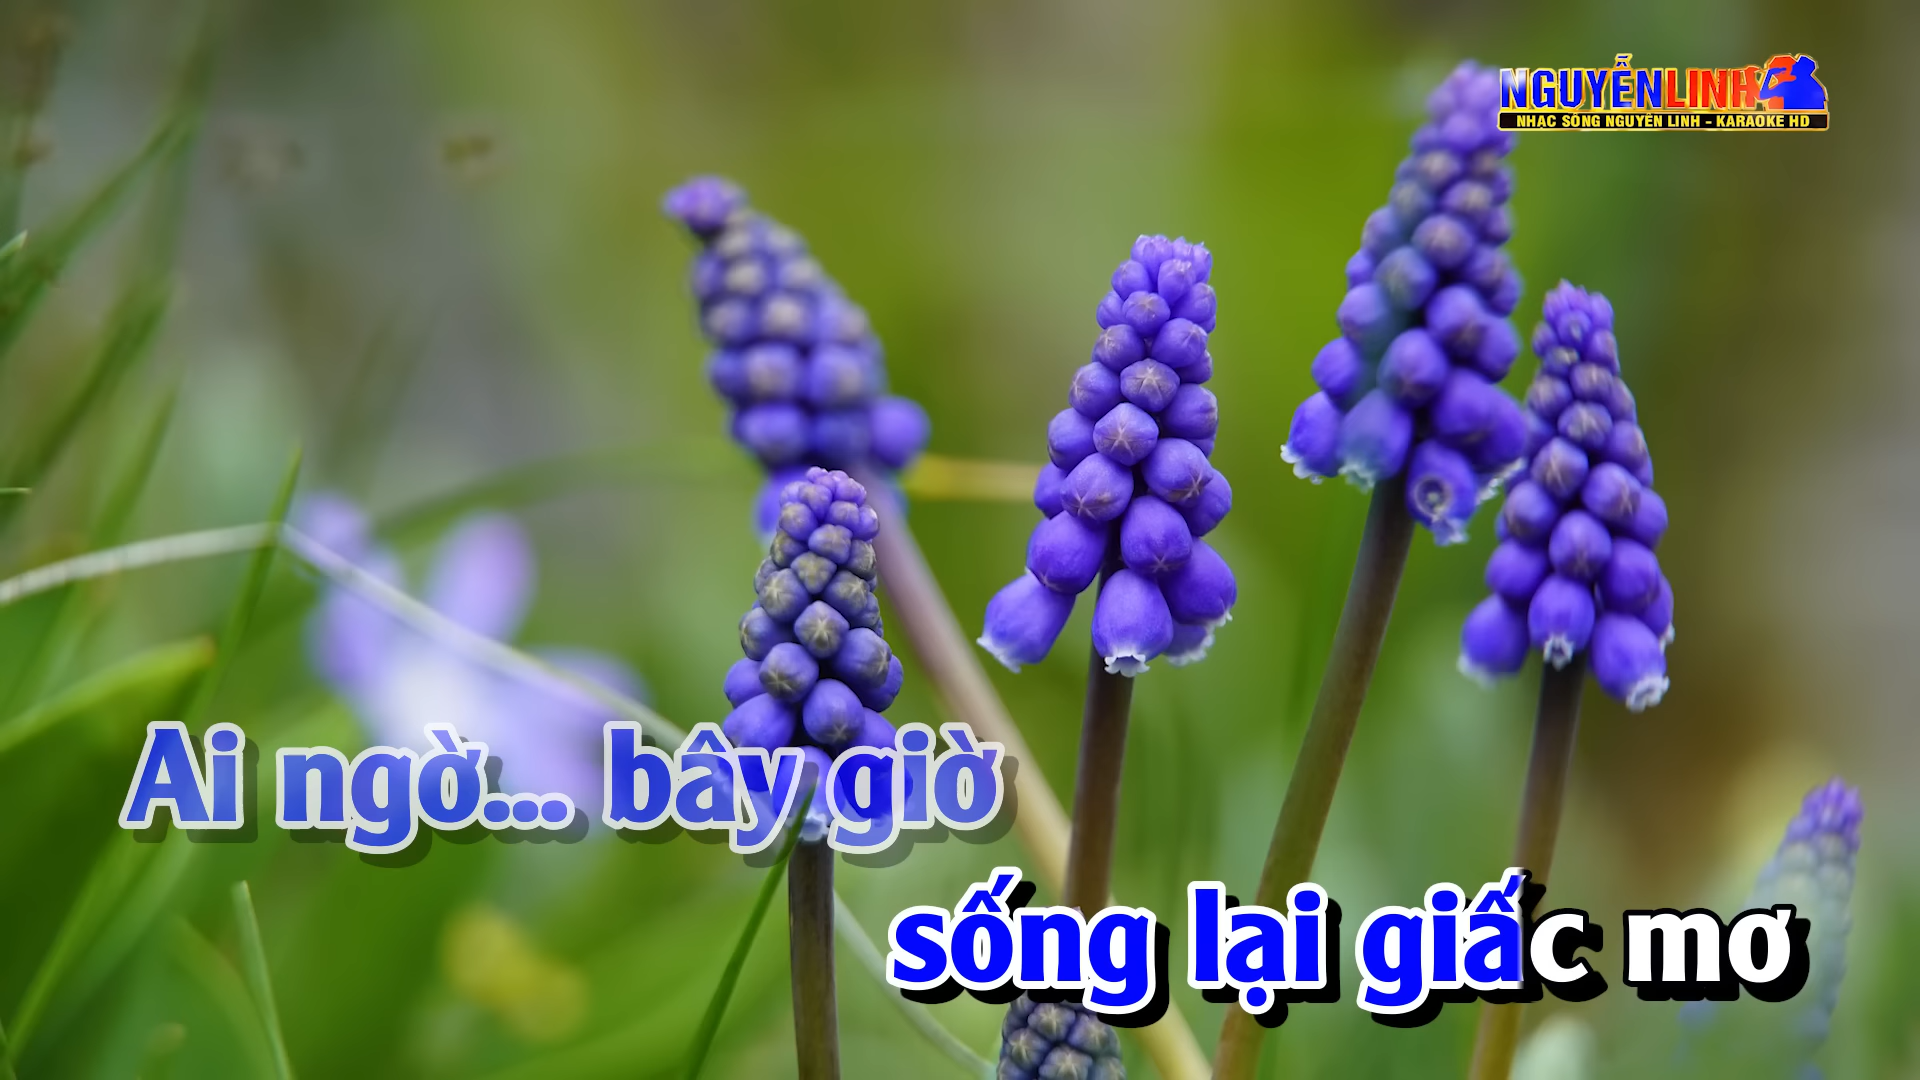 NGUYỄN LINH
NHẠC SỐNG NGUYỄN LINH - KARAOKE HD
Ai ngờ... bây giờ
sống lại giấc mơ